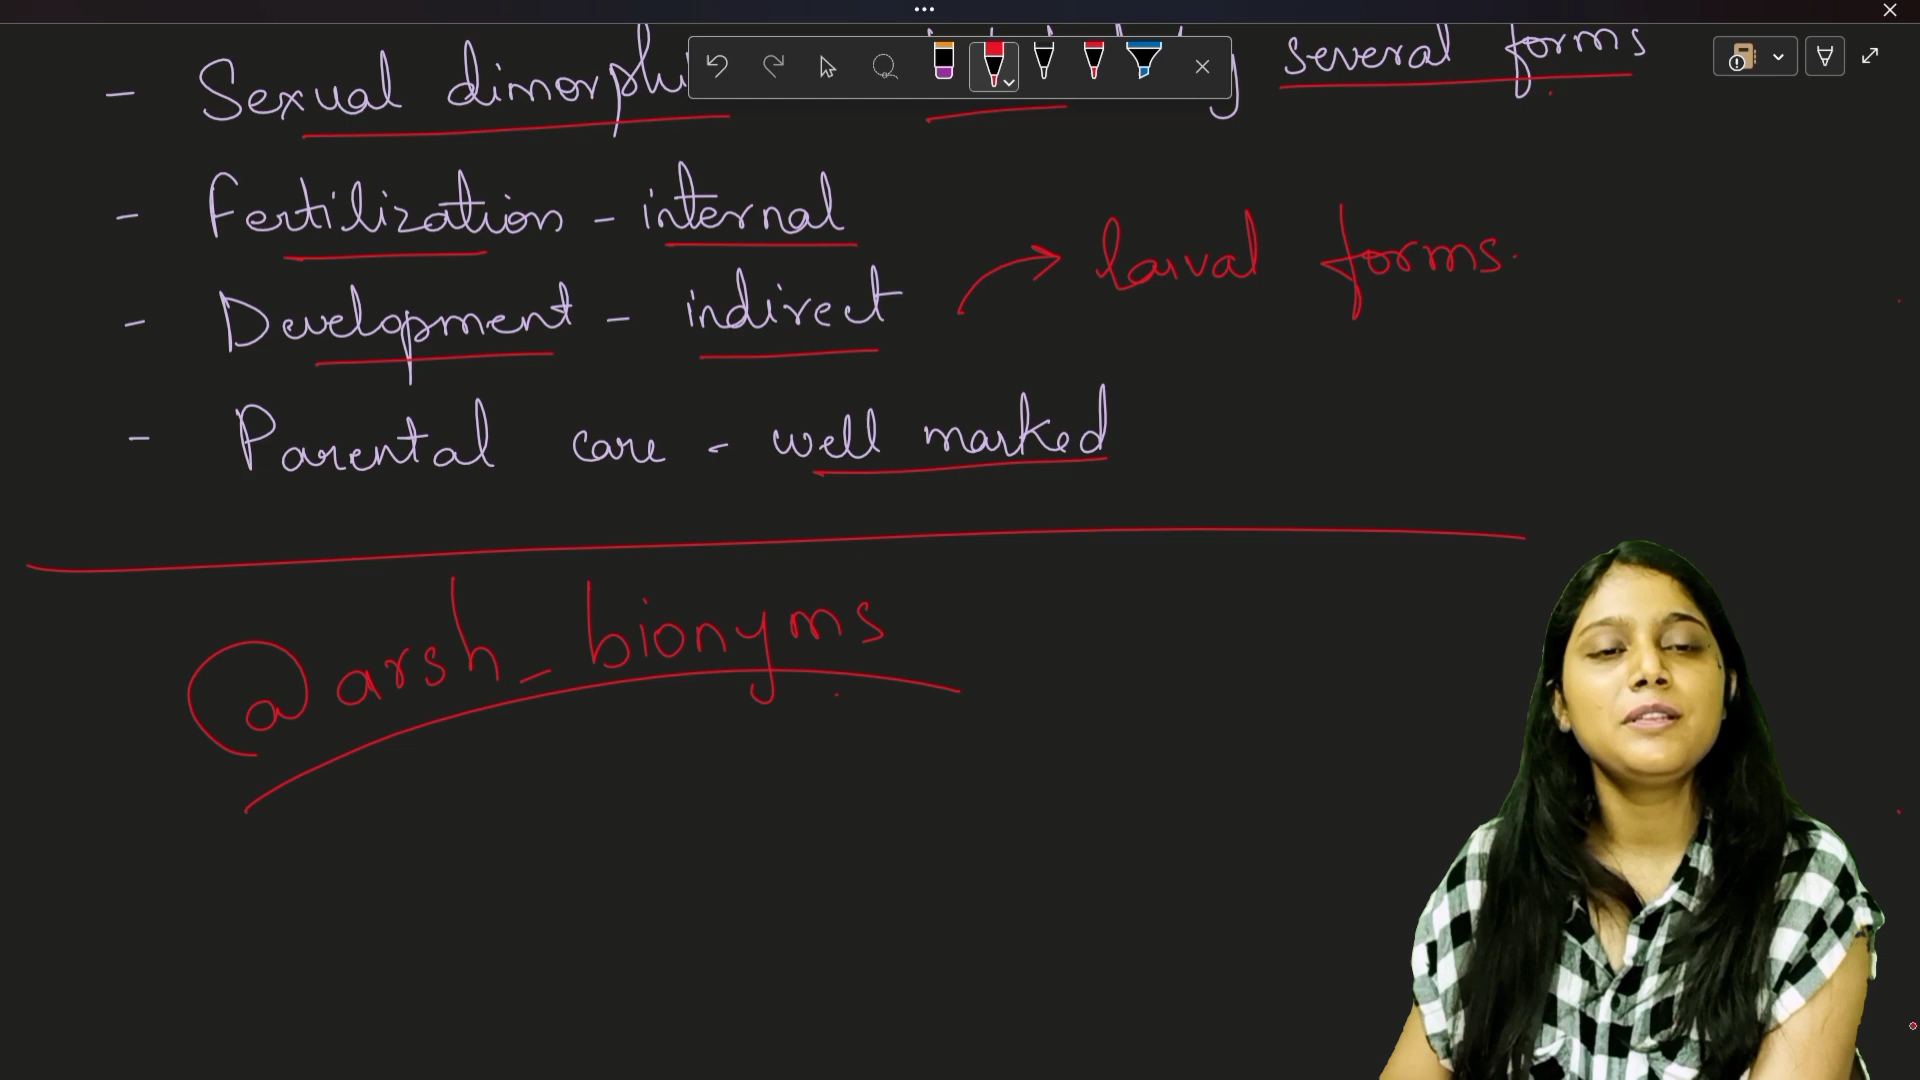 - Sexual dimorph several forms
- Fertilization - internal
- Development - indirect → larval forms.
- Parental care - well marked
@arsh_bionyms